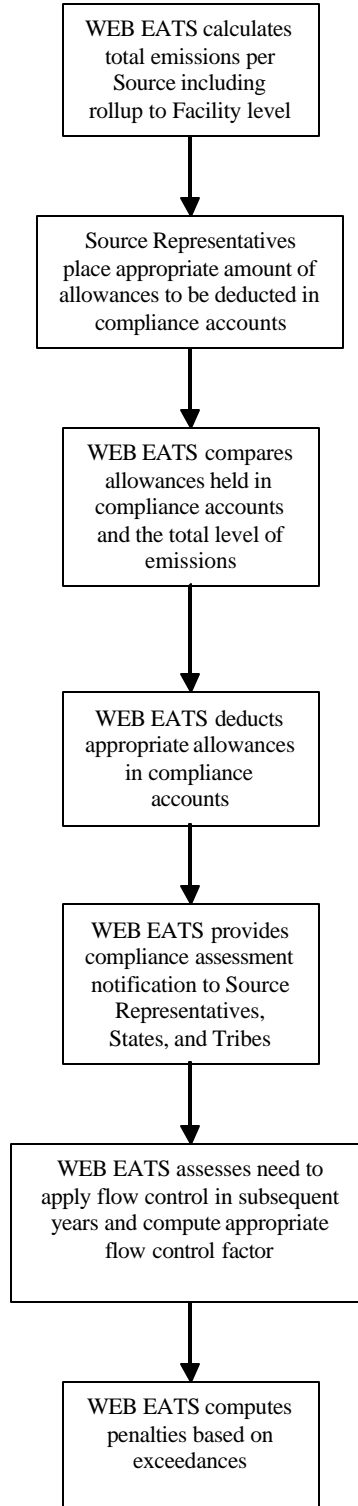 WEB EATS calculates
total emissions per
Source including
rollup to Facility level
Source Representatives
place appropriate amount of
allowances to be deducted in
compliance accounts
WEB EATS compares
allowances held in
compliance accounts
and the total level of
emissions
WEB EATS deducts
appropriate allowances
in compliance
accounts
WEB EATS provides
compliance assessment
notification to Source
Representatives,
States, and Tribes
WEB EATS assesses need to
apply flow control in subsequent
years and compute appropriate
flow control factor
WEB EATS computes
penalties based on
exceedances